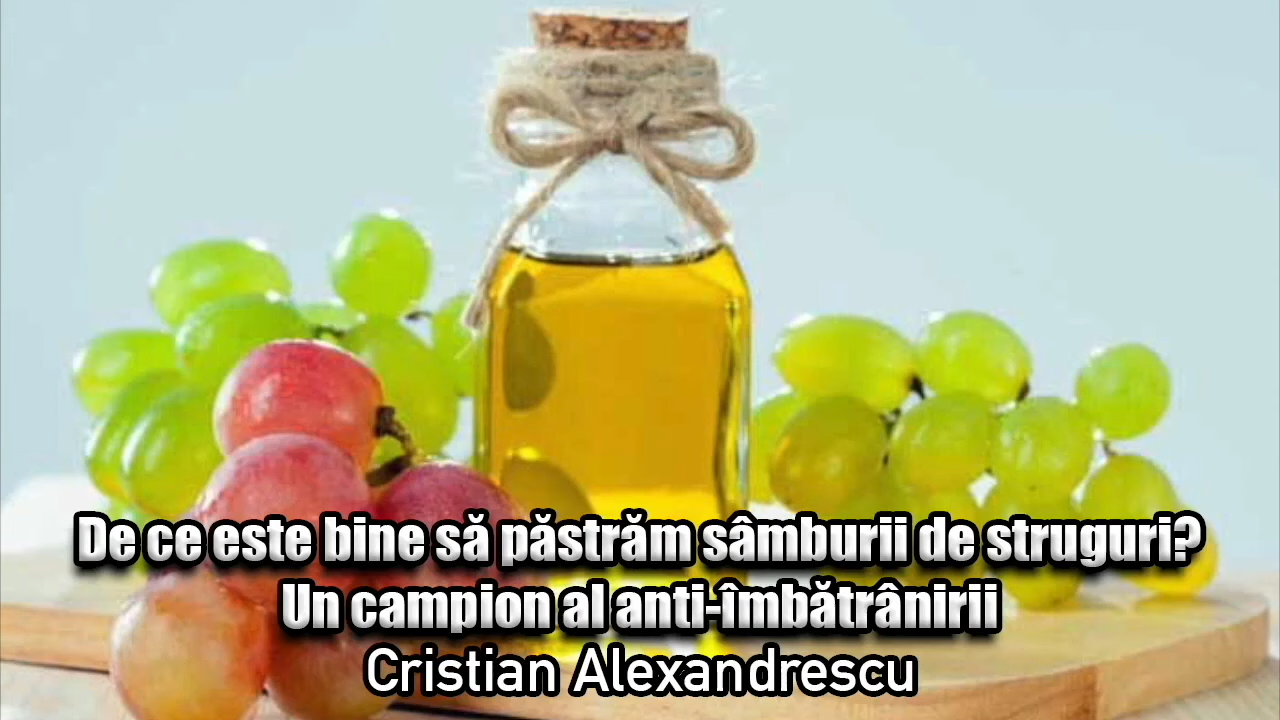 De ce este bine să păstrăm sâmburii de struguri?
Un campion al anti-îmbătrânirii
Cristian Alexandrescu